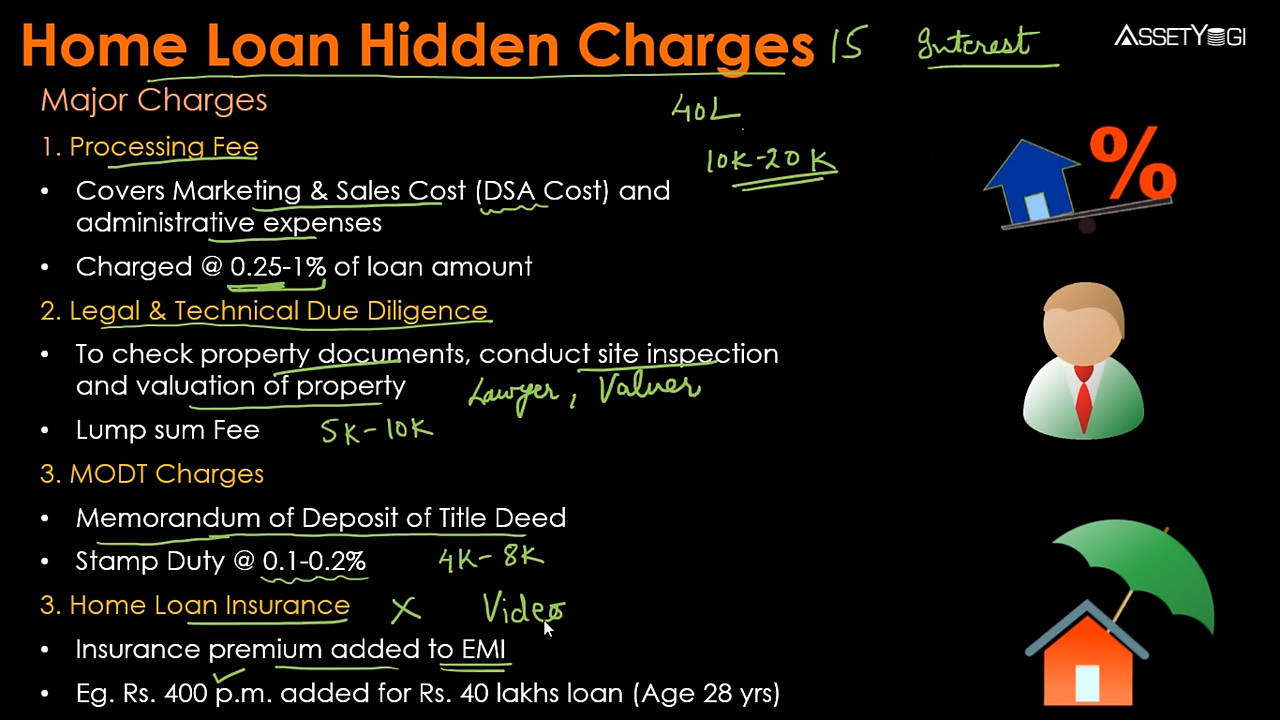 Home Loan Hidden Charges 15 Interest
ASSETYOGI
Major Charges
40L
1. Processing Fee
10K-20K
• Covers Marketing & Sales Cost (DSA Cost) and
administrative expenses
%
• Charged @ 0.25-1% of loan amount
2. Legal & Technical Due Diligence
• To check property documents, conduct site inspection
and valuation of property
Lawyer, Valuer
• Lump sum Fee 5K-10K
3. MODT Charges
• Memorandum of Deposit of Title Deed
• Stamp Duty @ 0.1-0.2% 4K-8K
3. Home Loan Insurance X Video
• Insurance premium added to EMI
• Eg. Rs. 400 p.m. added for Rs. 40 lakhs loan (Age 28 yrs)